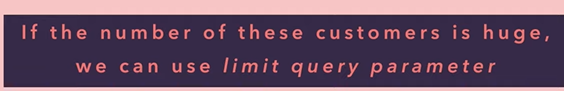 If the number of these customers is huge,
we can use limit query parameter